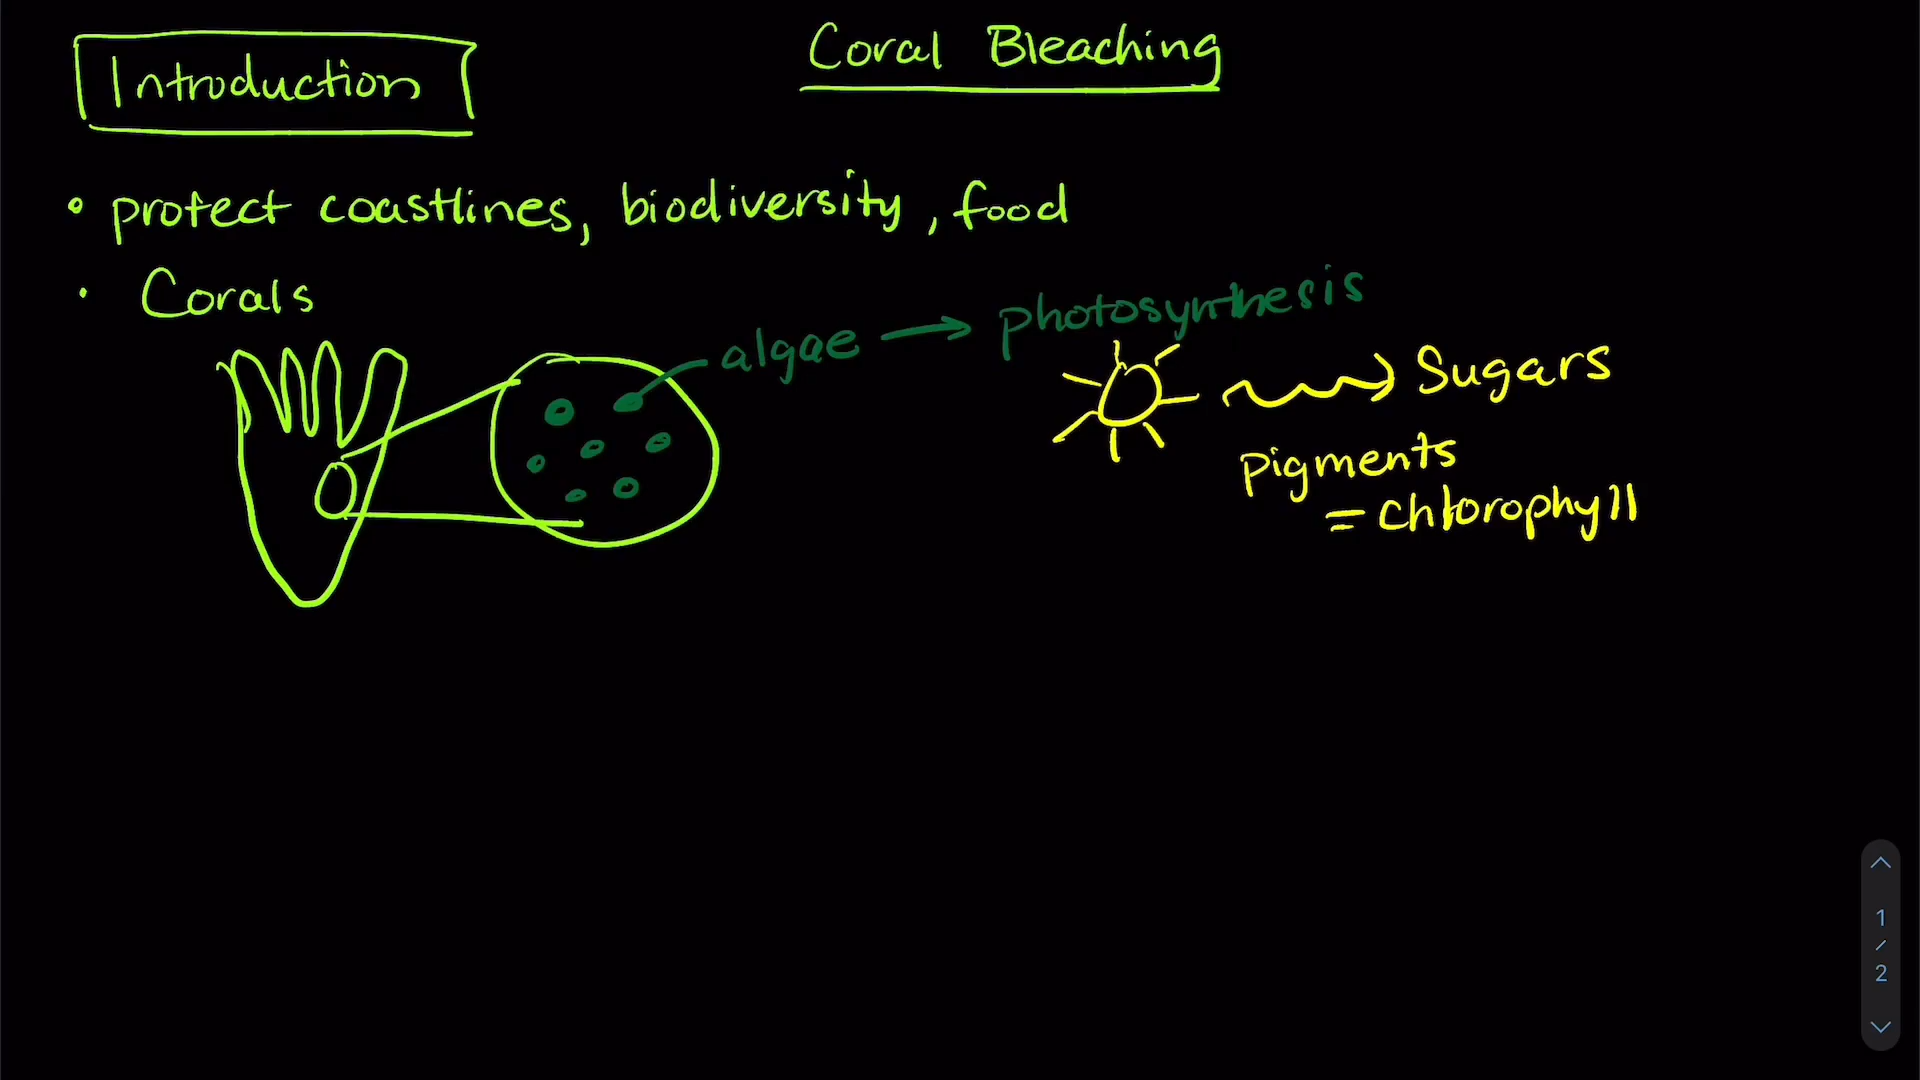 Coral Bleaching
Introduction
• protect coastlines, biodiversity, food
• Corals
algae → photosynthesis
Sugars
pigments
= chlorophyll
1
/
2